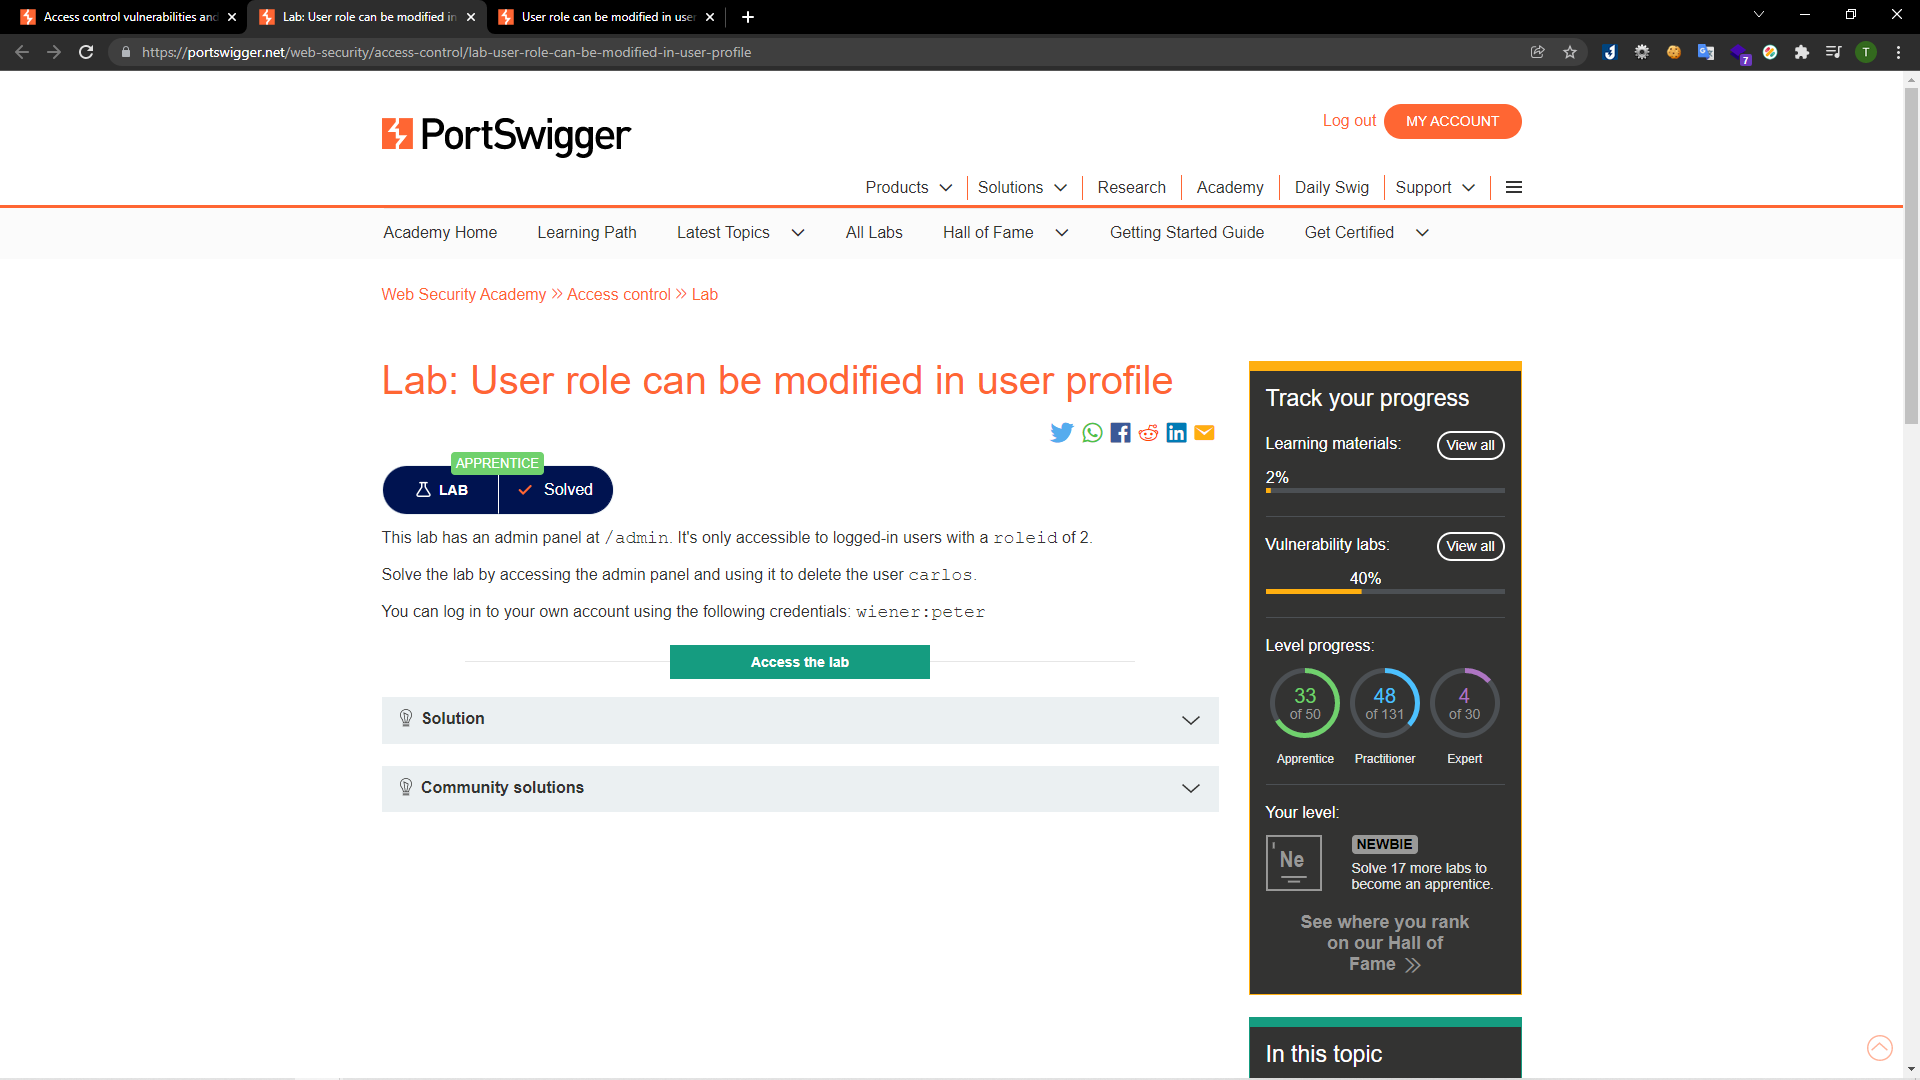 Access control vulnerabilities and
Lab: User role can be modified in
User role can be modified in user
https://portswigger.net/web-security/access-control/lab-user-role-can-be-modified-in-user-profile
7
T
PortSwigger
Log out
MY ACCOUNT
Products
Solutions
Research
Academy
Daily Swig
Support
Academy Home
Learning Path
Latest Topics
All Labs
Hall of Fame
Getting Started Guide
Get Certified
Web Security Academy » Access control » Lab
Lab: User role can be modified in user profile
APPRENTICE
LAB
Solved
This lab has an admin panel at /admin. It's only accessible to logged-in users with a roleid of 2.
Solve the lab by accessing the admin panel and using it to delete the user carlos.
You can log in to your own account using the following credentials: wiener:peter
Access the lab
Solution
Community solutions
Track your progress
Learning materials:
View all
2%
Vulnerability labs:
View all
40%
Level progress:
33
of 50
48
of 131
4
of 30
Apprentice
Practitioner
Expert
Your level:
Ne
NEWBIE
Solve 17 more labs to
become an apprentice.
See where you rank
on our Hall of
Fame »
In this topic